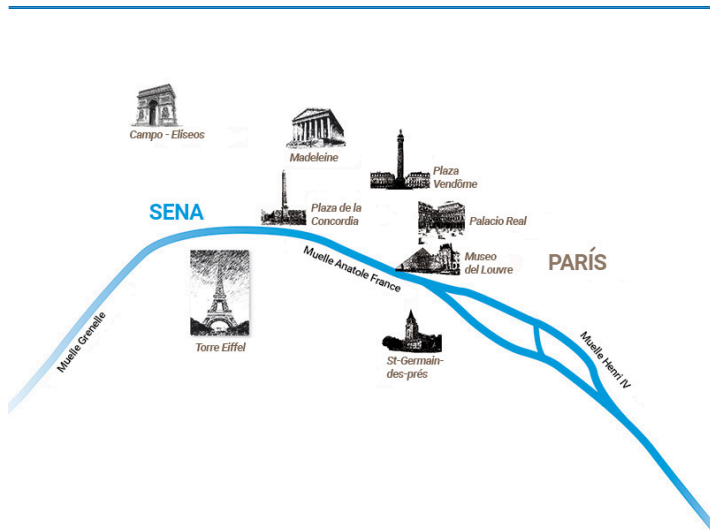 Campo - Elíseos
Madeleine
Plaza
Vendôme
SENA
Plaza de la
Concordia
Palacio Real
Muelle Anatole France
Museo
del Louvre
PARÍS
Muelle Grenelle
Torre Eiffel
St-Germain-
des-prés
Muelle Henri IV